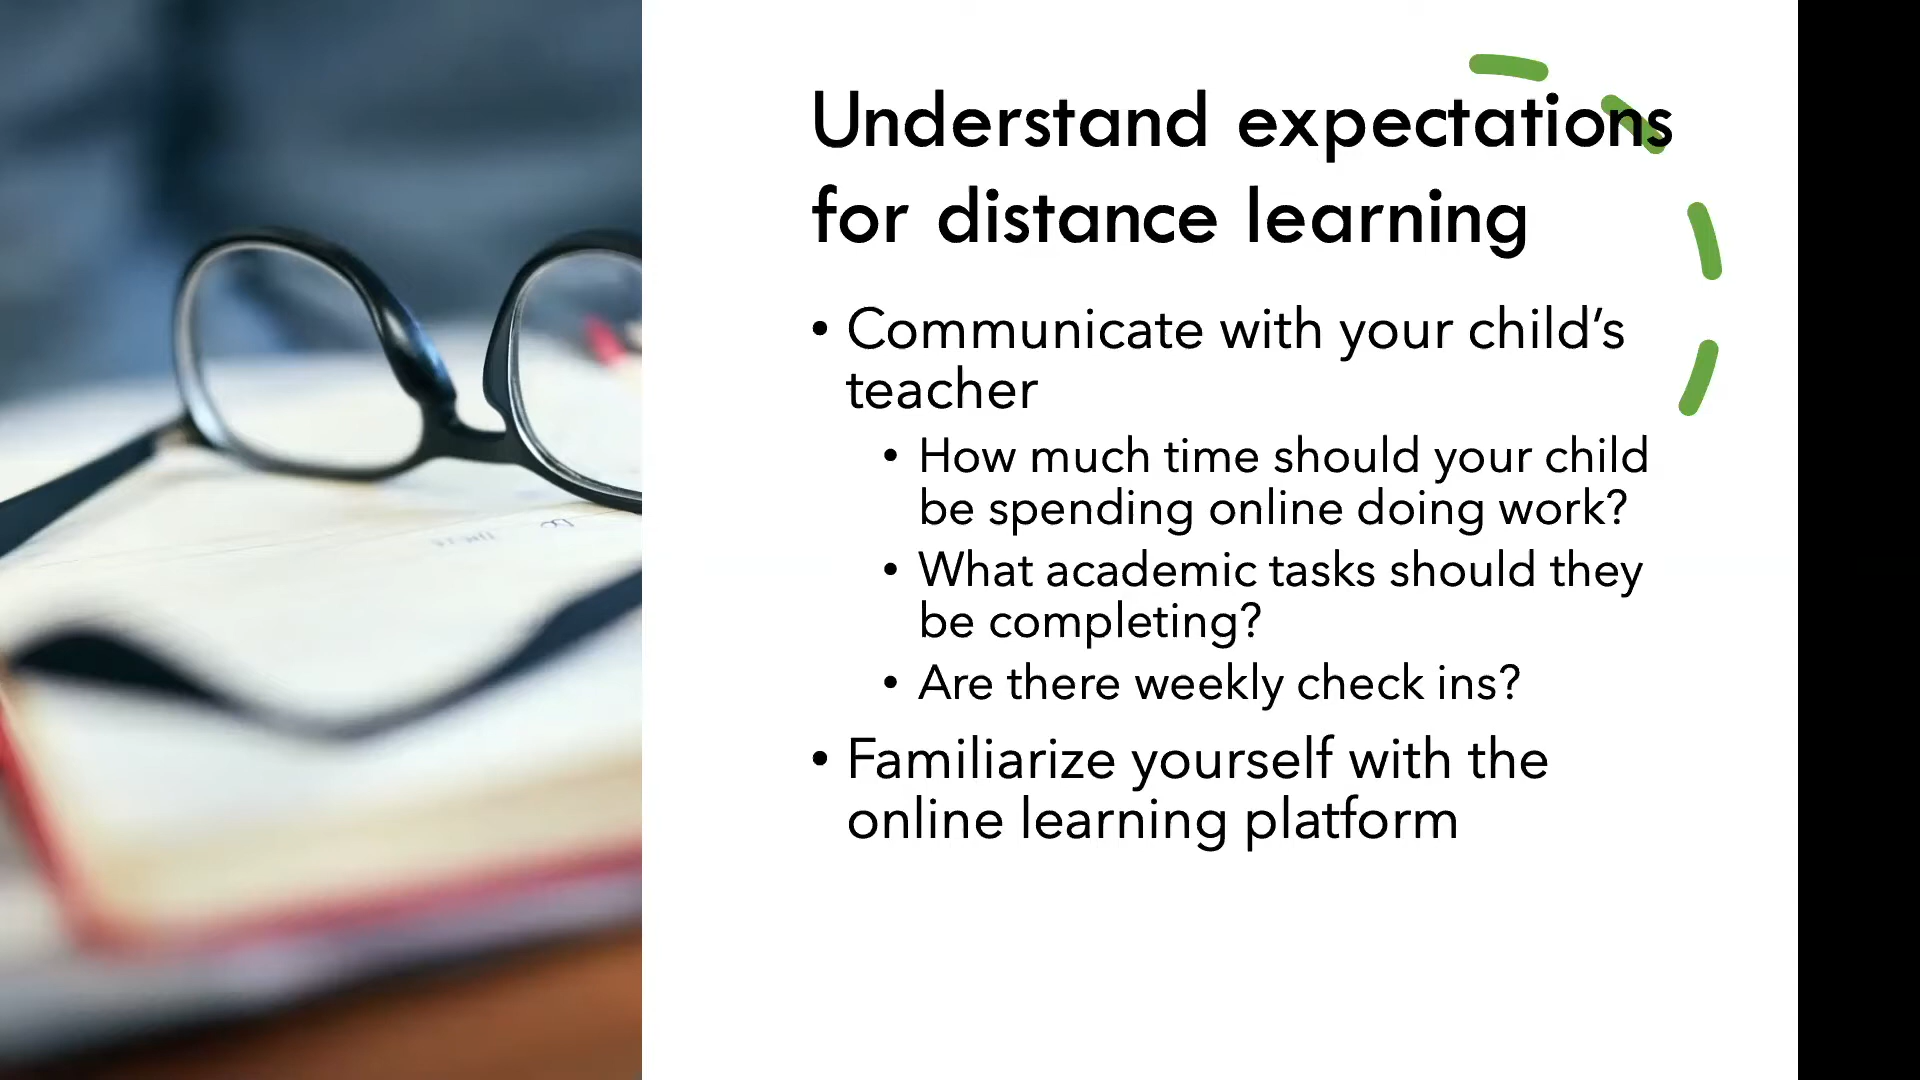 Understand expectations
for distance learning
• Communicate with your child’s
teacher
• How much time should your child
be spending online doing work?
• What academic tasks should they
be completing?
• Are there weekly check ins?
• Familiarize yourself with the
online learning platform